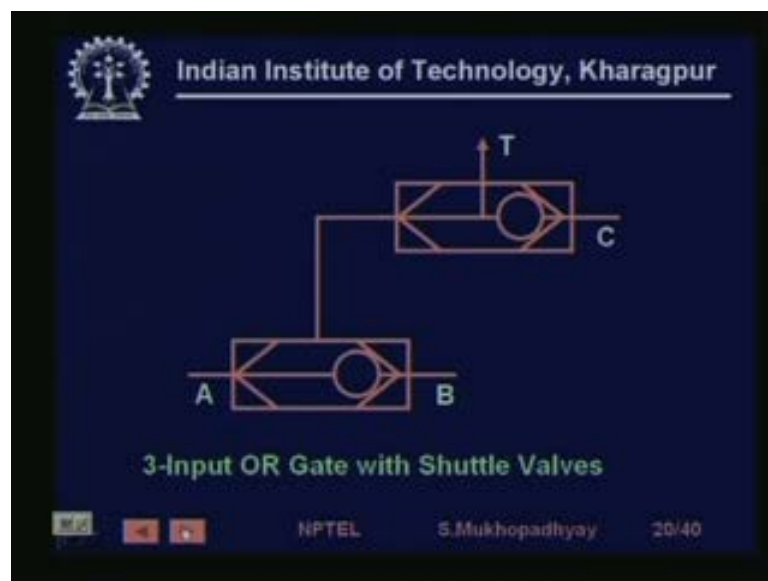 Indian Institute of Technology, Kharagpur
T
C
A
B
3-Input OR Gate with Shuttle Valves
NPTEL S.Mukhopadhyay 20/40